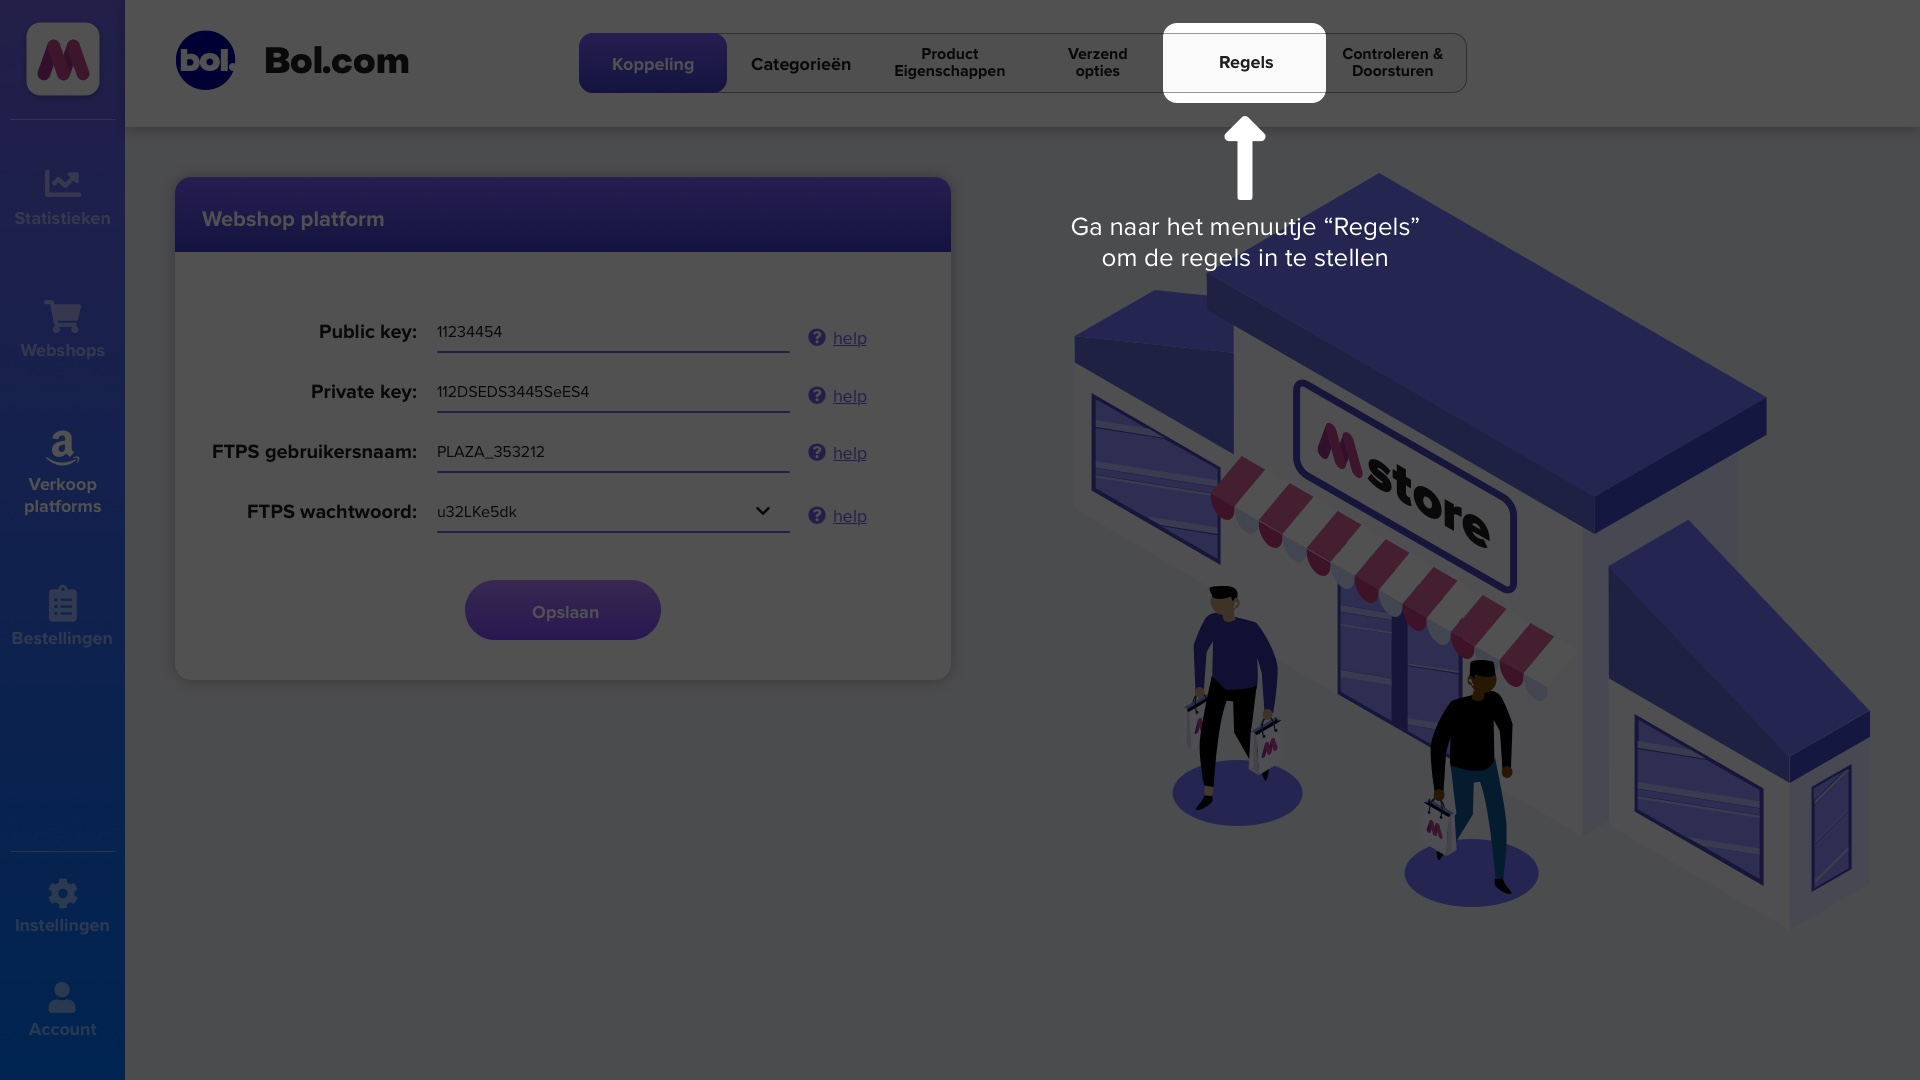 bol.
Bol.com
Koppeling
Categorieën
Product
Eigenschappen
Verzend
opties
Regels
Controleren &
Doorsturen
Ga naar het menuutje “Regels”
om de regels in te stellen
Statistieken
Webshops
Verkoop
platforms
Bestellingen
Instellingen
Account
Webshop platform
Public key: 11234454 help
Private key: 112DSEDS3445SeES4 help
FTPS gebruikersnaam: PLAZA_353212 help
FTPS wachtwoord: u32LKe5dk help
Opslaan
M store